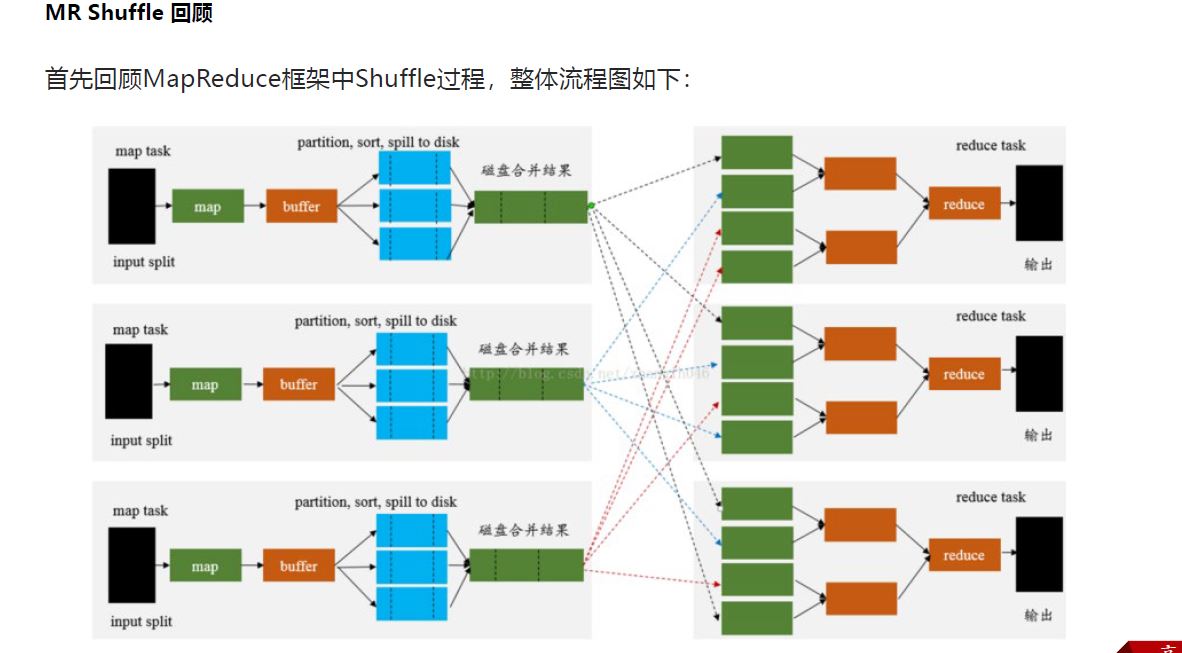 MR Shuffle 回顾
首先回顾MapReduce框架中Shuffle过程，整体流程图如下：
map task
partition, sort, spill to disk
磁盘合并结果
map
buffer
input split
reduce task
reduce
输出
map task
partition, sort, spill to disk
磁盘合并结果
map
buffer
input split
reduce task
reduce
输出
map task
partition, sort, spill to disk
磁盘合并结果
map
buffer
input split
reduce task
reduce
输出